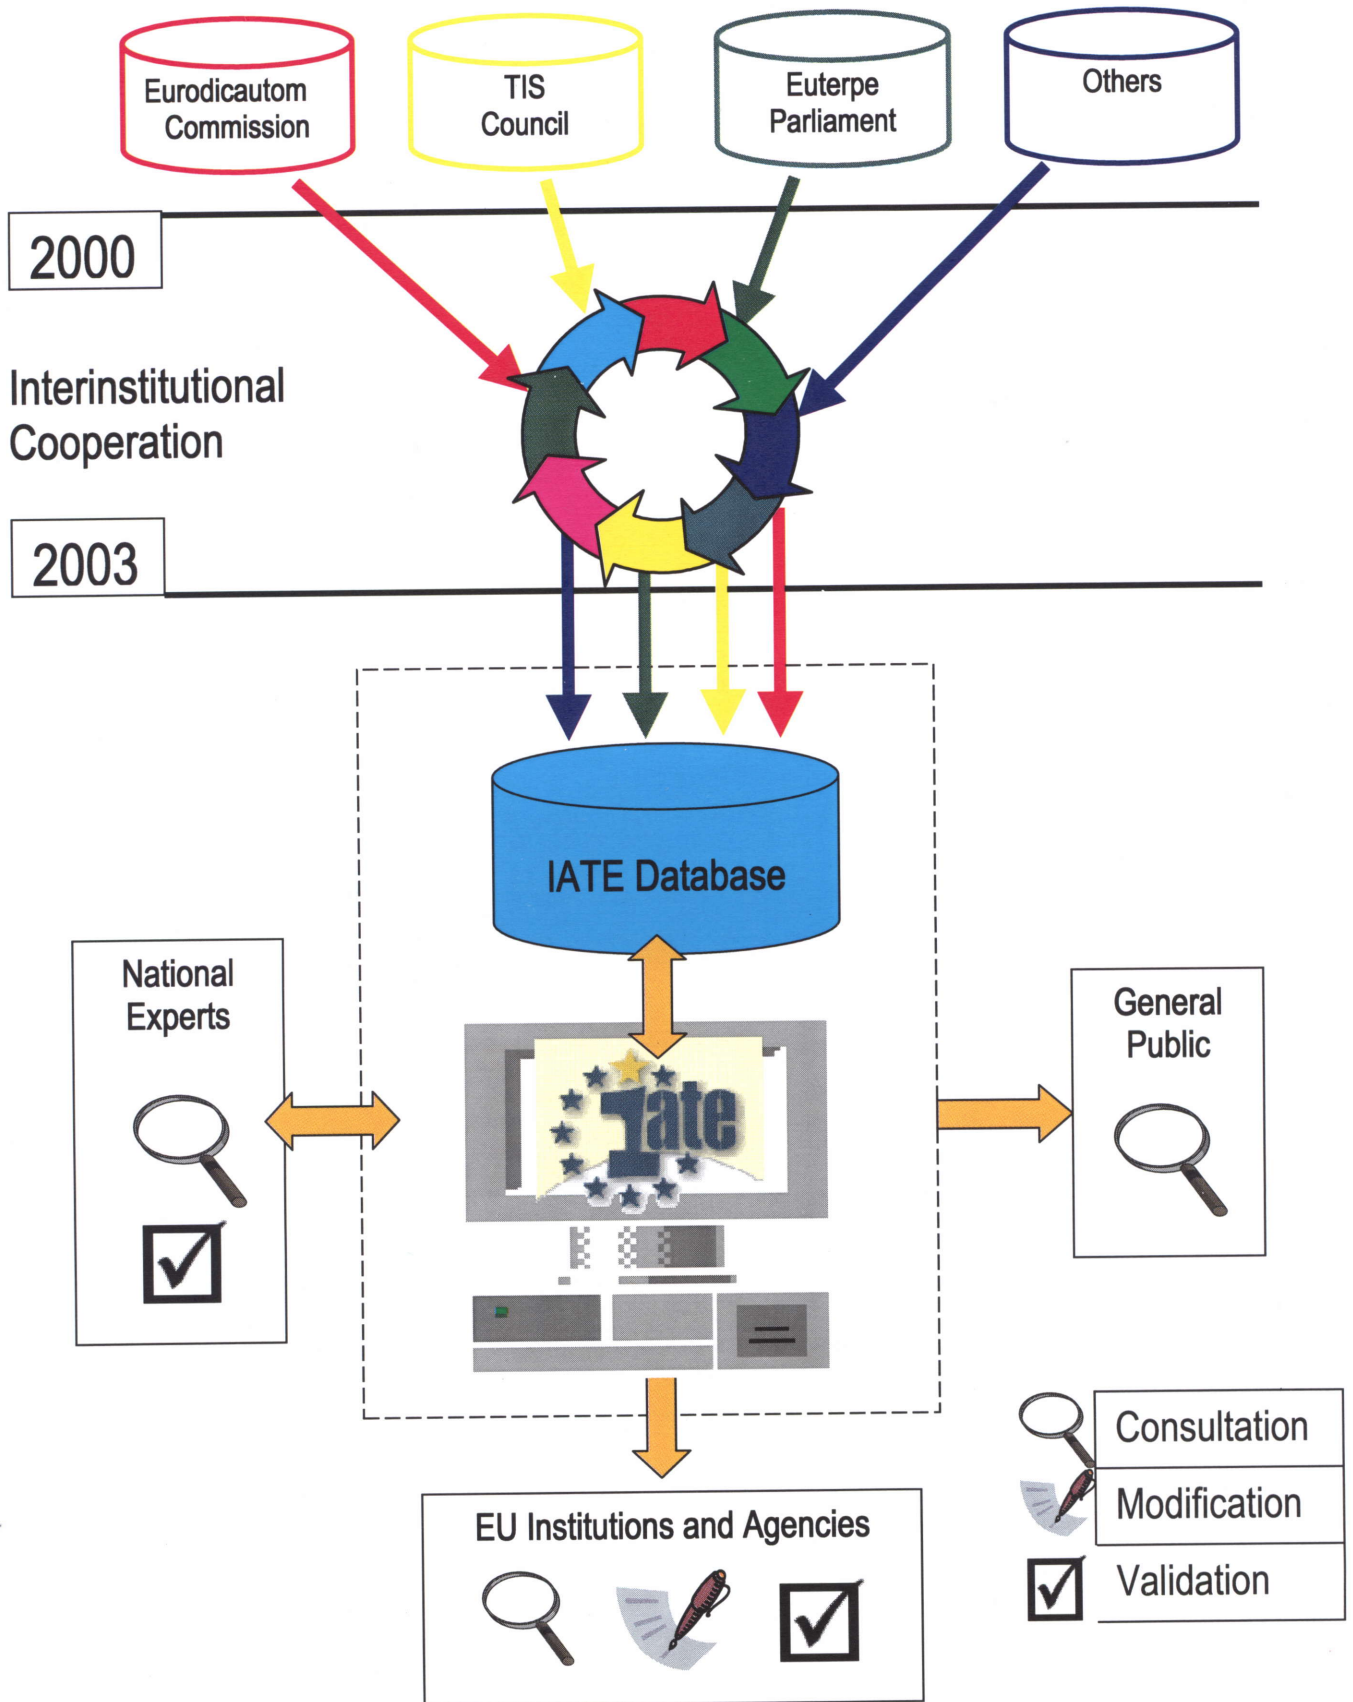 Eurodicautom
Commission
TIS
Council
Euterpe
Parliament
Others
2000
Interinstitutional
Cooperation
2003
IATE Database
National
Experts
1ate
General
Public
EU Institutions and Agencies
Consultation
Modification
Validation